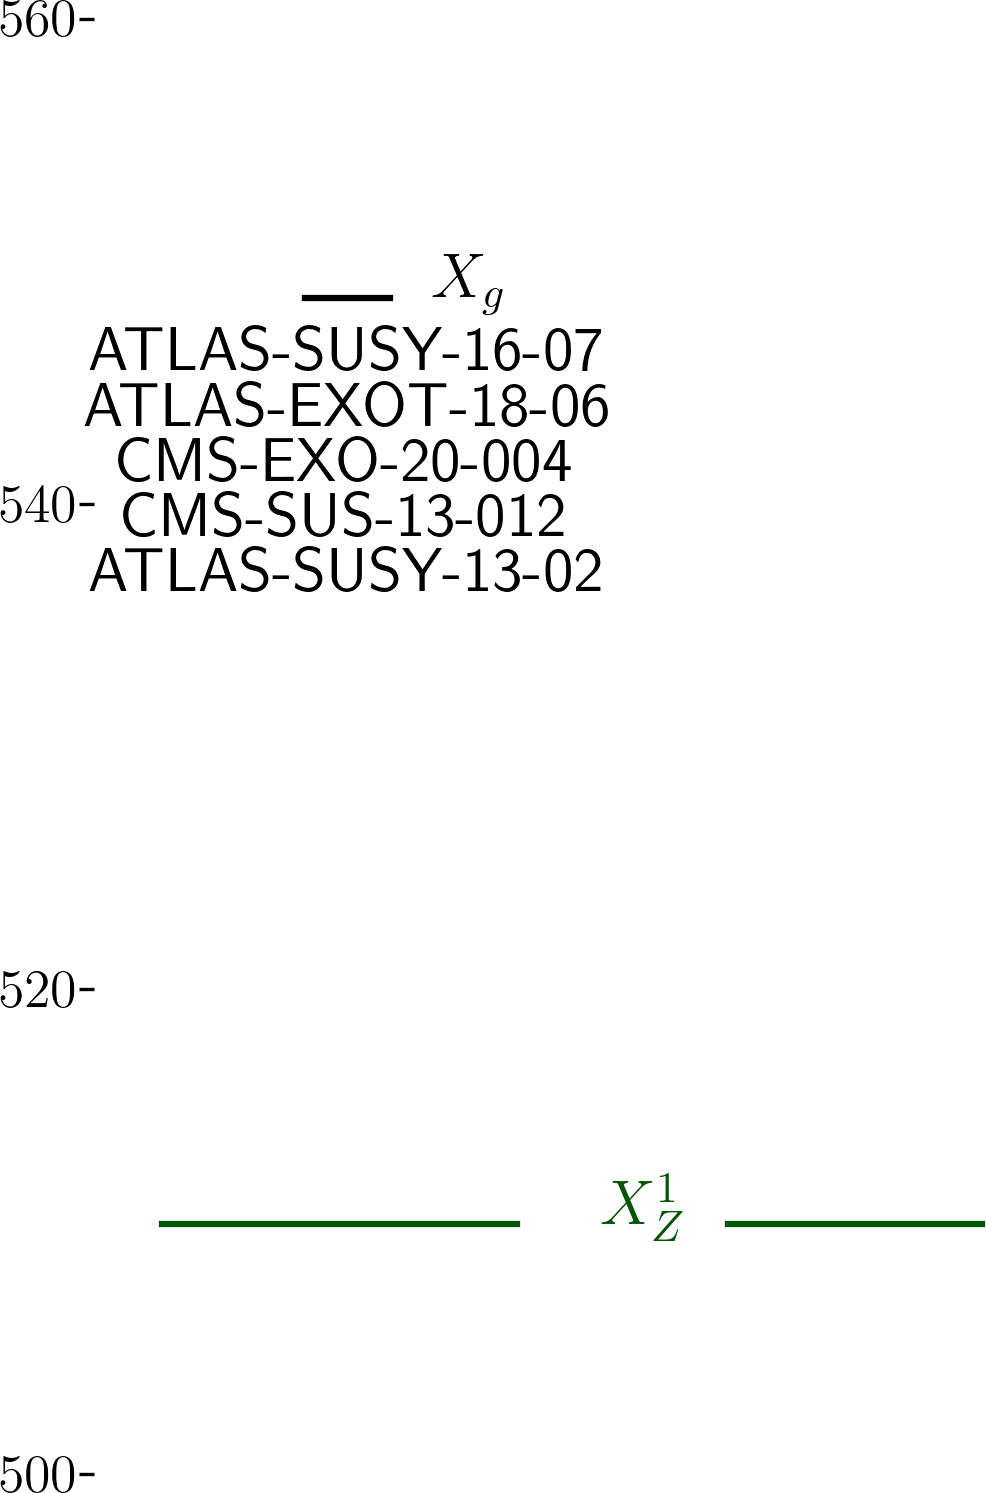 560-
X_g
ATLAS-SUSY-16-07
ATLAS-EXOT-18-06
CMS-EXO-20-004
540-
CMS-SUS-13-012
ATLAS-SUSY-13-02
520-
X_Z^1
500-